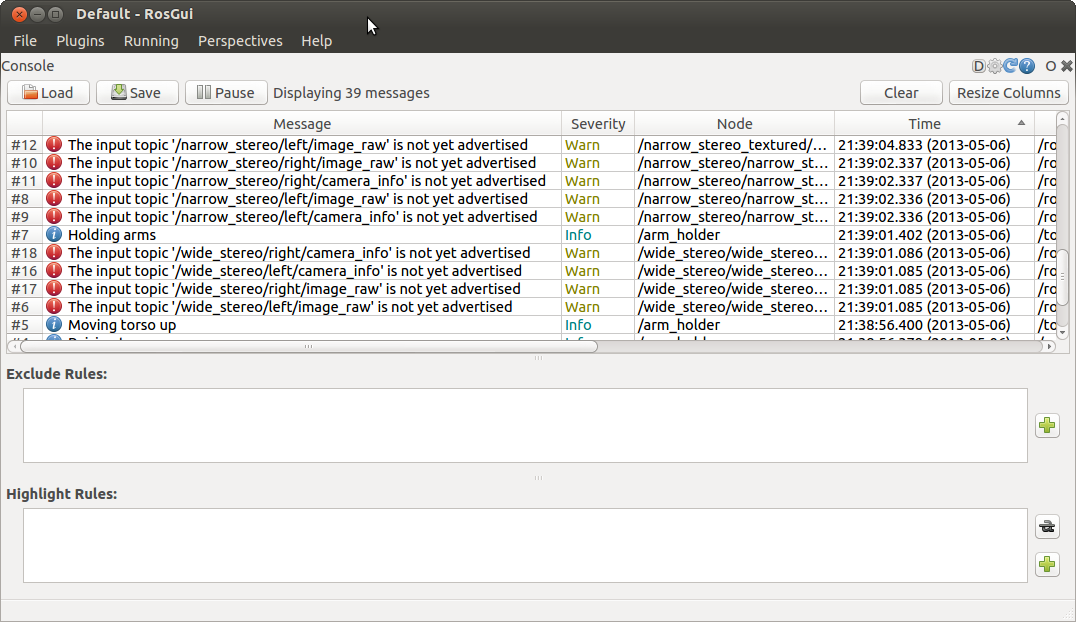 Default - RosGui
File Plugins Running Perspectives Help
Console D O
Load Save Pause Displaying 39 messages Clear Resize Columns
Message Severity Node Time
#12 The input topic '/narrow_stereo/left/image_raw' is not yet advertised Warn /narrow_stereo_textured/... 21:39:04.833 (2013-05-06) /ro
#10 The input topic '/narrow_stereo/right/image_raw' is not yet advertised Warn /narrow_stereo/narrow_st... 21:39:02.337 (2013-05-06) /ro
#11 The input topic '/narrow_stereo/right/camera_info' is not yet advertised Warn /narrow_stereo/narrow_st... 21:39:02.337 (2013-05-06) /ro
#8 The input topic '/narrow_stereo/left/image_raw' is not yet advertised Warn /narrow_stereo/narrow_st... 21:39:02.336 (2013-05-06) /ro
#9 The input topic '/narrow_stereo/left/camera_info' is not yet advertised Warn /narrow_stereo/narrow_st... 21:39:02.336 (2013-05-06) /ro
#7 Holding arms Info /arm_holder 21:39:01.402 (2013-05-06) /to
#18 The input topic '/wide_stereo/right/camera_info' is not yet advertised Warn /wide_stereo/wide_stereo... 21:39:01.086 (2013-05-06) /ro
#16 The input topic '/wide_stereo/left/camera_info' is not yet advertised Warn /wide_stereo/wide_stereo... 21:39:01.085 (2013-05-06) /ro
#17 The input topic '/wide_stereo/right/image_raw' is not yet advertised Warn /wide_stereo/wide_stereo... 21:39:01.085 (2013-05-06) /ro
#6 The input topic '/wide_stereo/left/image_raw' is not yet advertised Warn /wide_stereo/wide_stereo... 21:39:01.085 (2013-05-06) /ro
#5 Moving torso up Info /arm_holder 21:38:56.400 (2013-05-06) /to
Exclude Rules:
Highlight Rules: